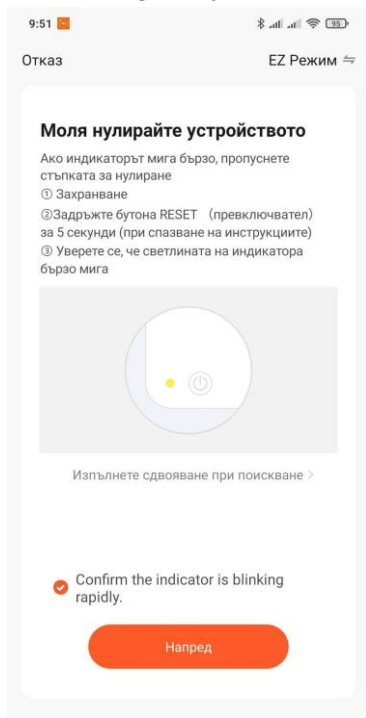 9:51
95
Отказ
EZ Режим
Моля нулирайте устройството
Ако индикаторът мига бързо, пропуснете
стъпката за нулиране
① Захранване
②Задръжте бутона RESET （превключвател)
за 5 секунди (при спазване на инструкциите)
③ Уверете се, че светлината на индикатора
бързо мига
Изпълнете сдвояване при поискване
Confirm the indicator is blinking
rapidly.
Напред